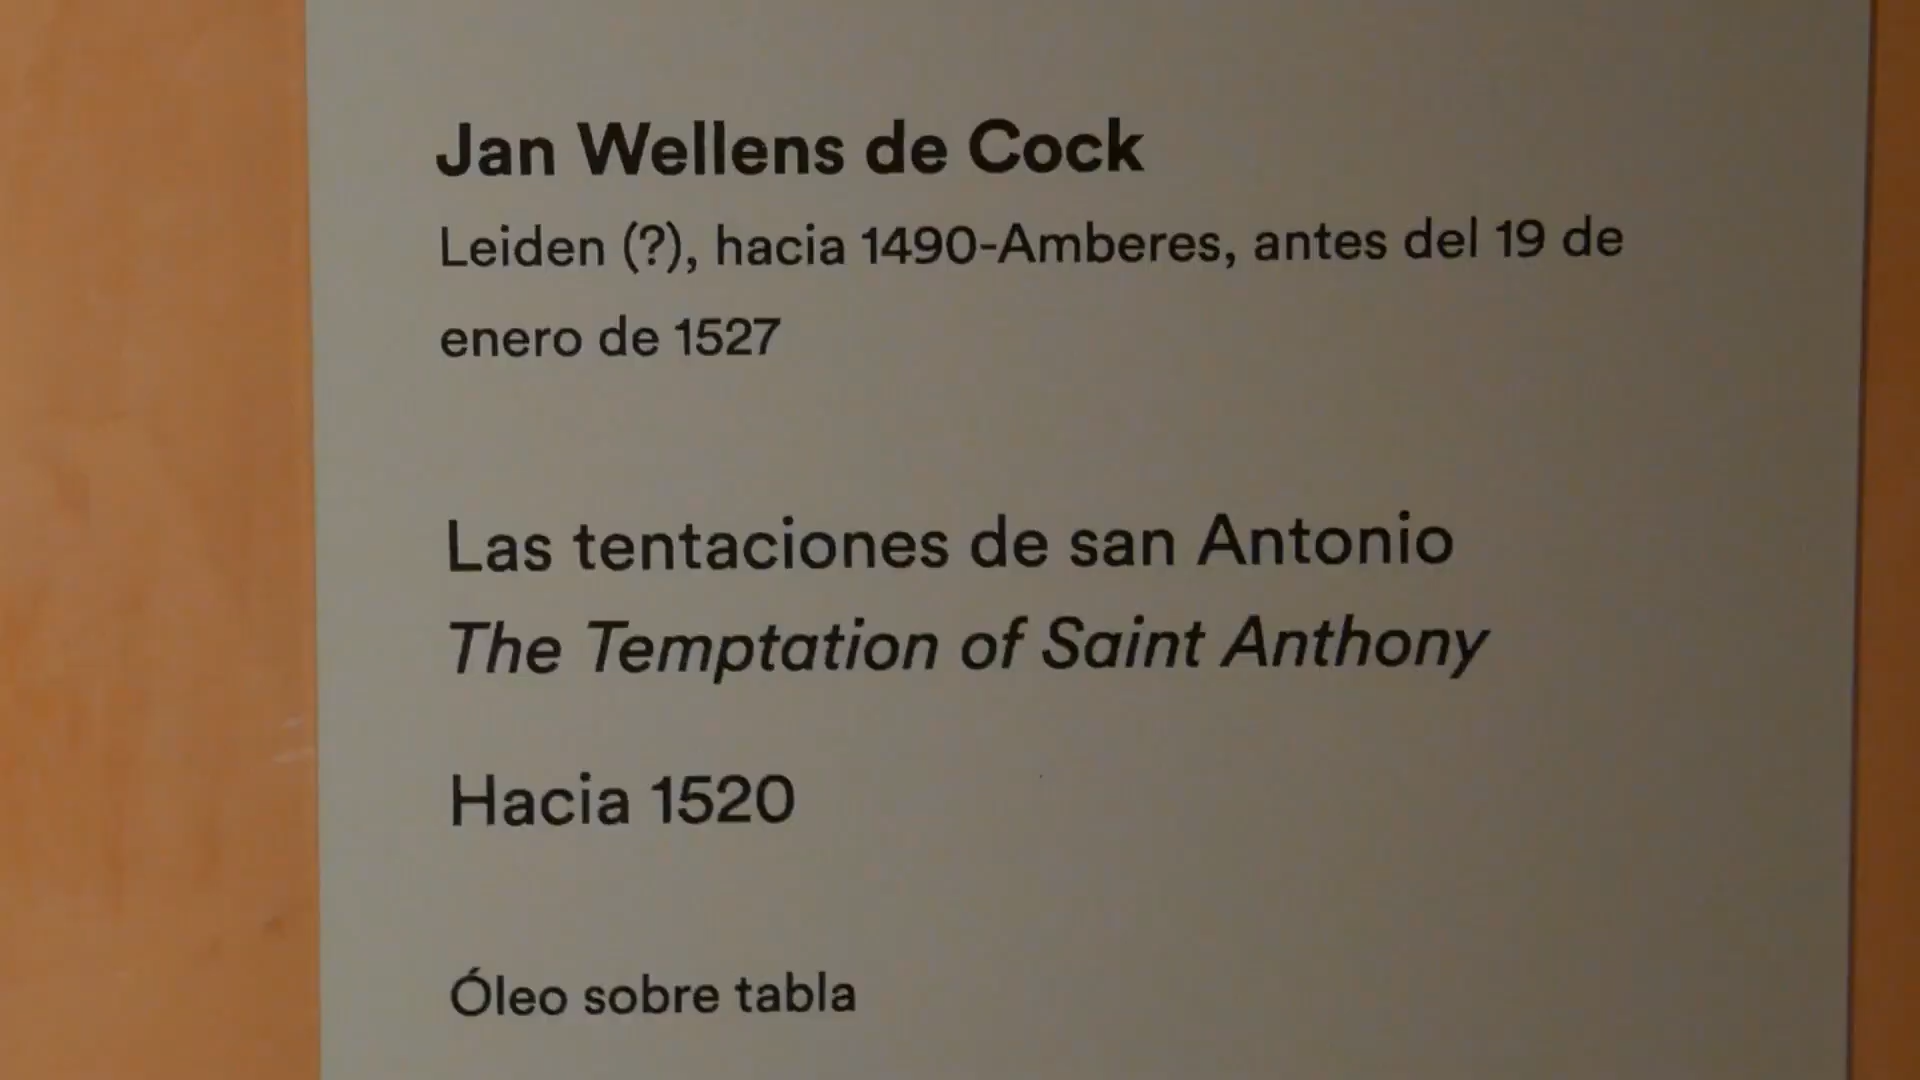 Jan Wellens de Cock
Leiden (?), hacia 1490-Amberes, antes del 19 de
enero de 1527
Las tentaciones de san Antonio
The Temptation of Saint Anthony
Hacia 1520
Óleo sobre tabla